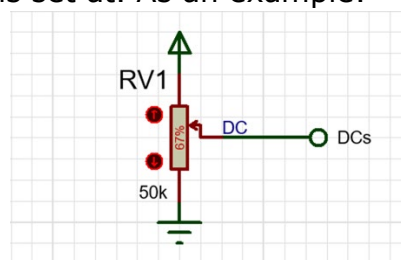 is set at. As an example:
RV1
67%
DC
DCs
50k